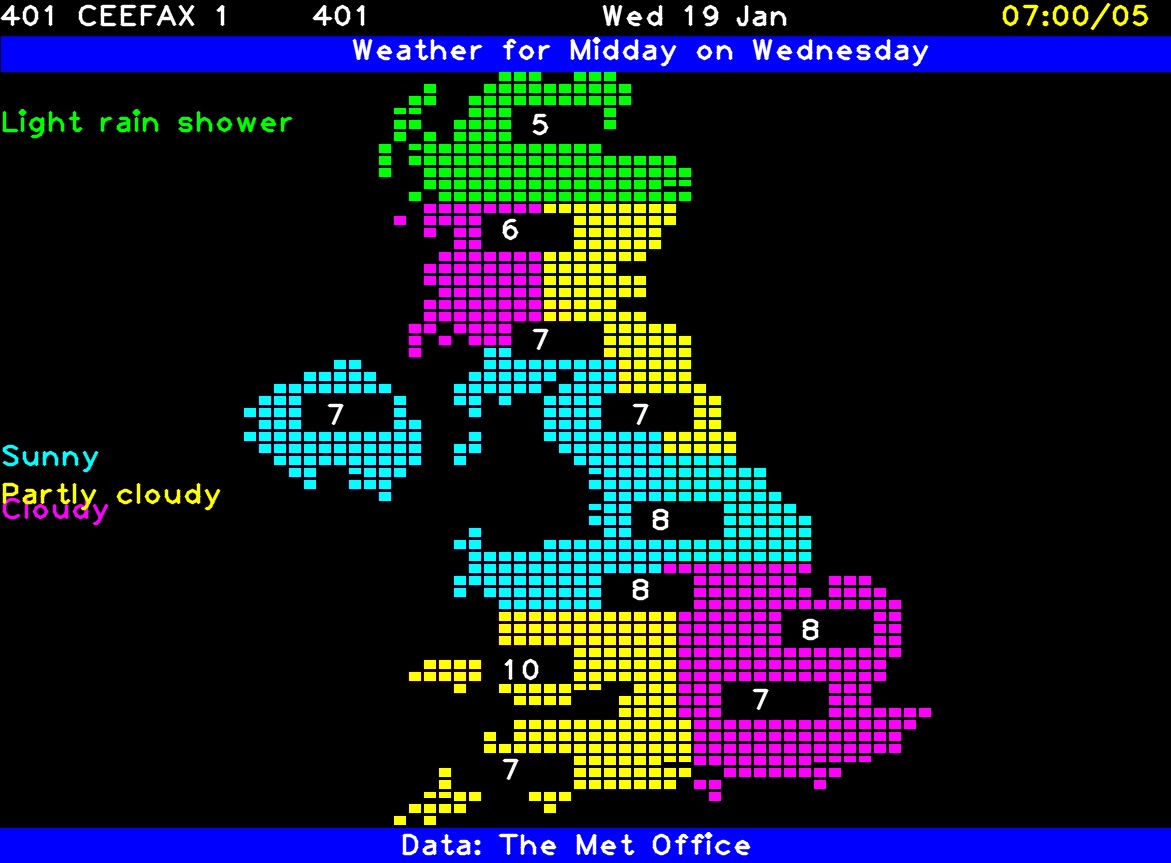 401 CEEFAX 1 401 Wed 19 Jan 07:00/05
Weather for Midday on Wednesday
Light rain shower
5
6
7
7
7
Sunny
Partly cloudy
Cloudy
8
8
8
10
7
7
Data: The Met Office